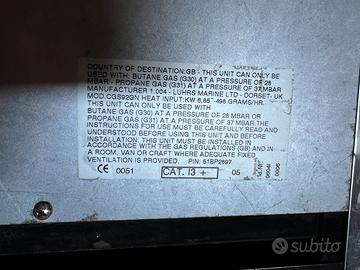 COUNTRY OF DESTINATION:GB - THIS UNIT CAN ONLY BE
USED WITH: BUTANE GAS (G30) AT A PRESSURE OF 28
MBAR - PROPANE GAS (G31) AT A PRESSURE OF 37 MBAR
MANUFACTURER 1.004 - LUHRS MARINE LTD - DORSET- UK
MOD.CGS92GN HEAT INPUT:KW 6,85"-498 GRAMS/HR.
THIS UNIT CAN ONLY BE USED WITH:
BUTANE GAS (G30) AT A PRESSURE OF 28 MBAR OR
PROPANE GAS (G31) AT A PRESSURE OF 37 MBAR.THE
INSTRUCTIONS FOR USE MUST BE CAREFULLY READ AND
UNDERSTOOD BEFORE USING THIS UNIT AND BEFORE
INSTALLING IT. THIS UNIT MUST BE INSTALLED IN
ACCORDANCE WITH THE GAS REGULATIONS (GB) AND IN
A ROOM, VAN OR CRAFT WHERE ADEQUATE FIXED
VENTILATION IS PROVIDED. PIN: 51BP2697
CE 0051 CAT. I3 + 05
0006
subito